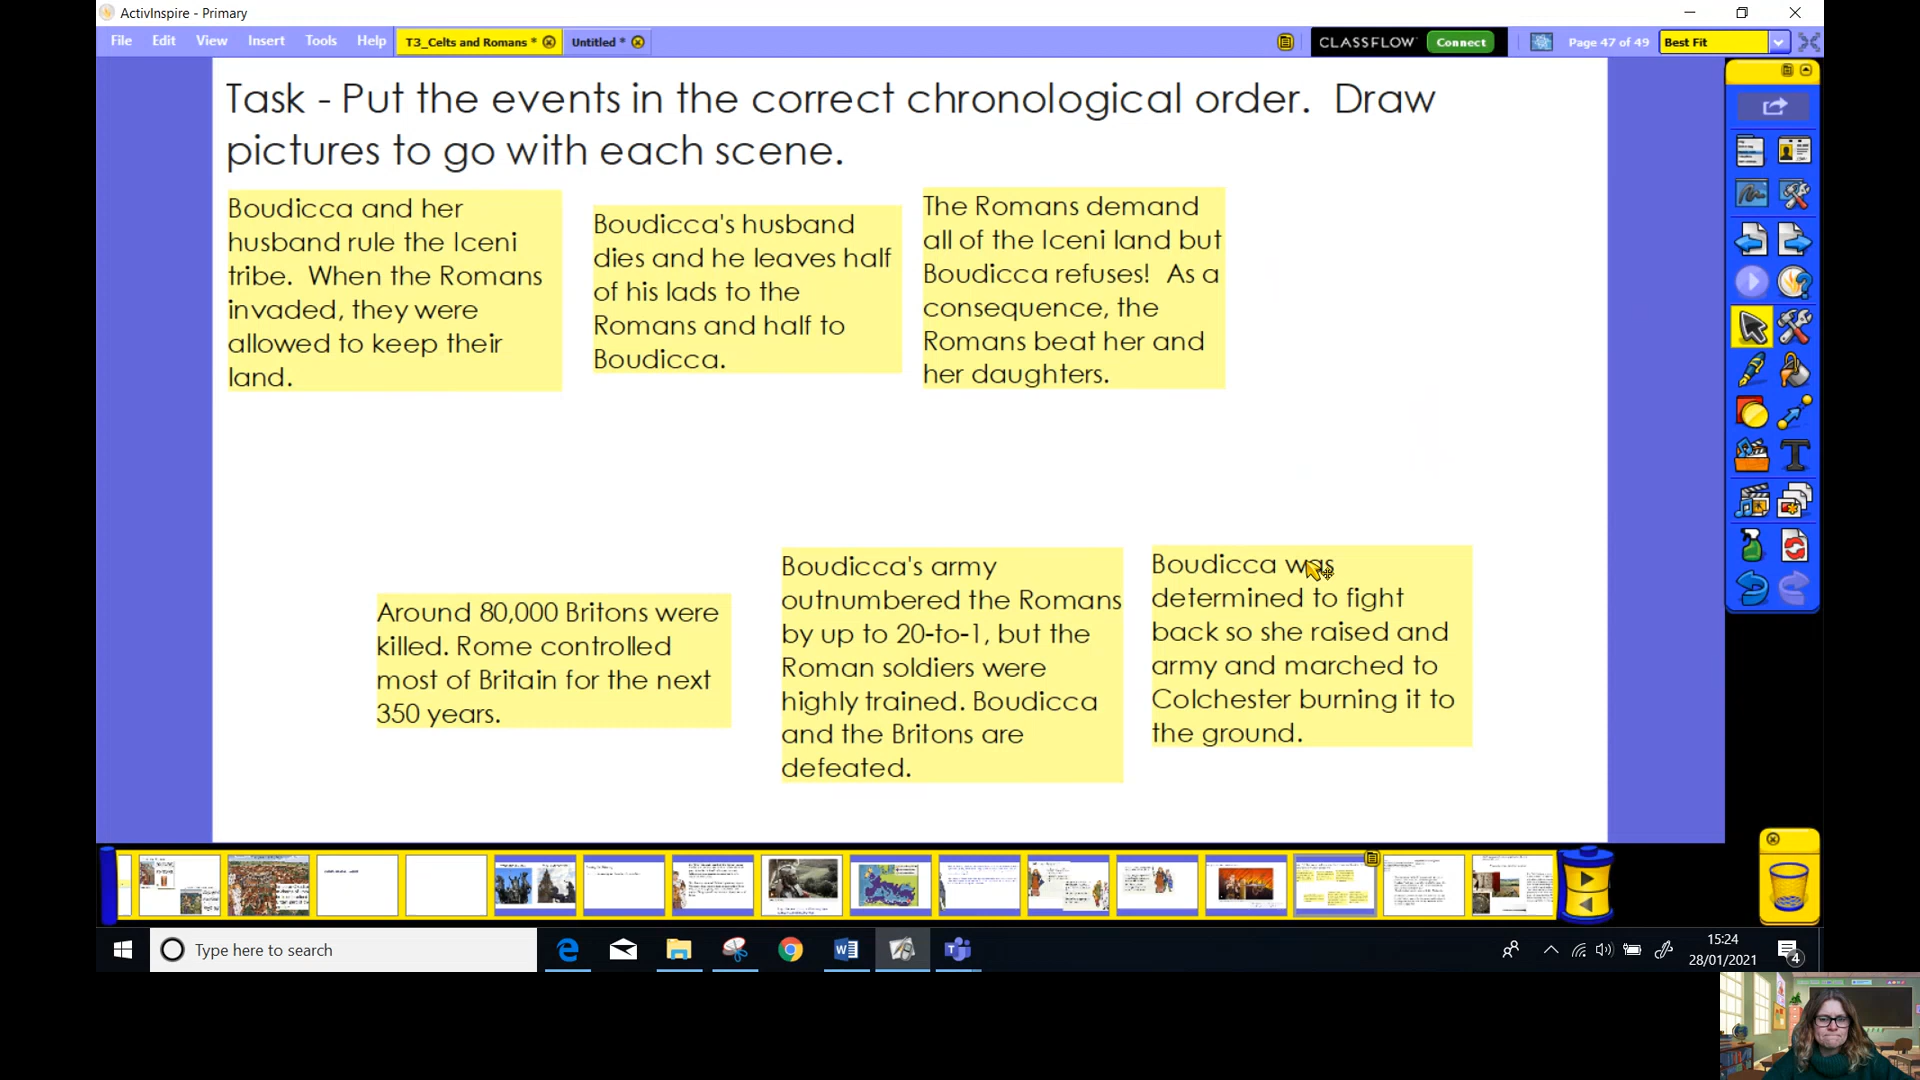 ActivInspire - Primary
File Edit View Insert Tools Help
T3_Celts and Romans *
Untitled *
CLASSFLOW Connect
Page 47 of 49
Best Fit
Task - Put the events in the correct chronological order. Draw
pictures to go with each scene.
Boudicca and her
husband rule the Iceni
tribe. When the Romans
invaded, they were
allowed to keep their
land.
Boudicca's husband
dies and he leaves half
of his lads to the
Romans and half to
Boudicca.
The Romans demand
all of the Iceni land but
Boudicca refuses! As a
consequence, the
Romans beat her and
her daughters.
Around 80,000 Britons were
killed. Rome controlled
most of Britain for the next
350 years.
Boudicca's army
outnumbered the Romans
by up to 20-to-1, but the
Roman soldiers were
highly trained. Boudicca
and the Britons are
defeated.
Boudicca was
determined to fight
back so she raised and
army and marched to
Colchester burning it to
the ground.
Type here to search
15:24
28/01/2021
4